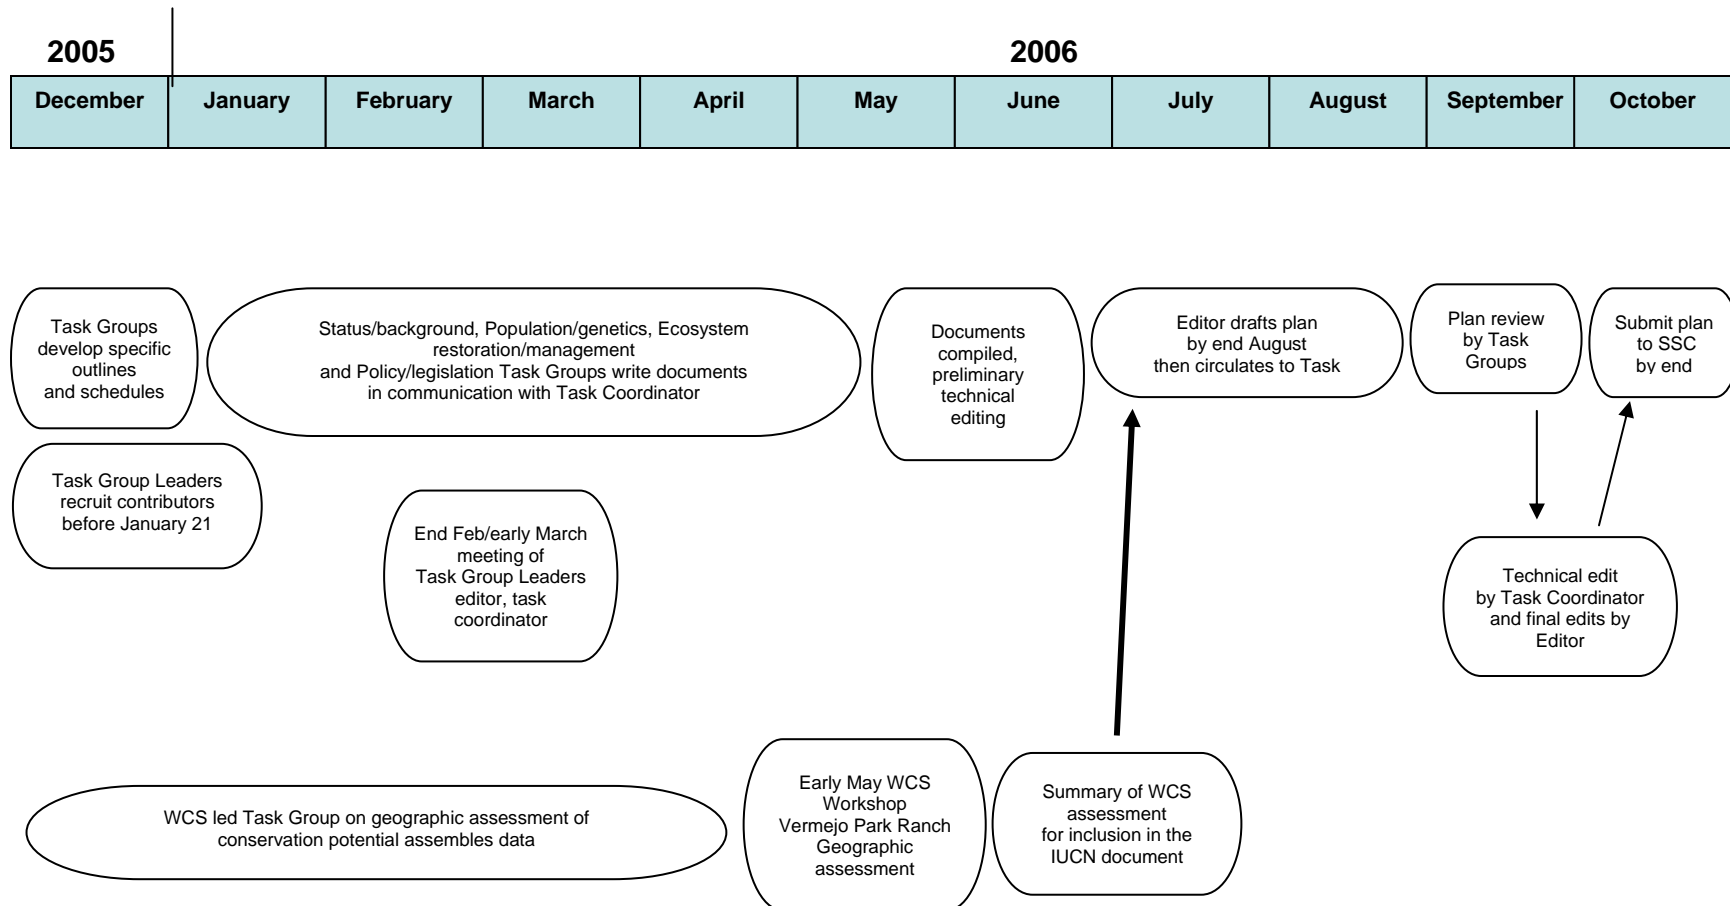 2005
2006
December
January
February
March
April
May
June
July
August
September
October
Task Groups
develop specific
outlines
and schedules
Status/background, Population/genetics, Ecosystem
restoration/management
and Policy/legislation Task Groups write documents
in communication with Task Coordinator
Documents
compiled,
preliminary
technical
editing
Editor drafts plan
by end August
then circulates to Task
Plan review
by Task
Groups
Submit plan
to SSC
by end
Task Group Leaders
recruit contributors
before January 21
End Feb/early March
meeting of
Task Group Leaders
editor, task
coordinator
Technical edit
by Task Coordinator
and final edits by
Editor
WCS led Task Group on geographic assessment of
conservation potential assembles data
Early May WCS
Workshop
Vermejo Park Ranch
Geographic
assessment
Summary of WCS
assessment
for inclusion in the
IUCN document